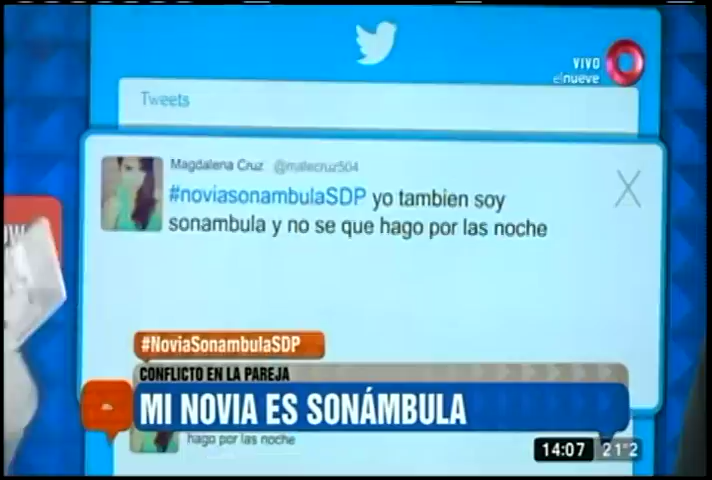 VIVO
elnueve
Tweets
Magdalena Cruz @malecruz504
#noviasonambulaSDP yo tambien soy
sonambula y no se que hago por las noche
#NoviaSonambulaSDP
CONFLICTO EN LA PAREJA
MI NOVIA ES SONÁMBULA
hago por las noche
14:07 21°2